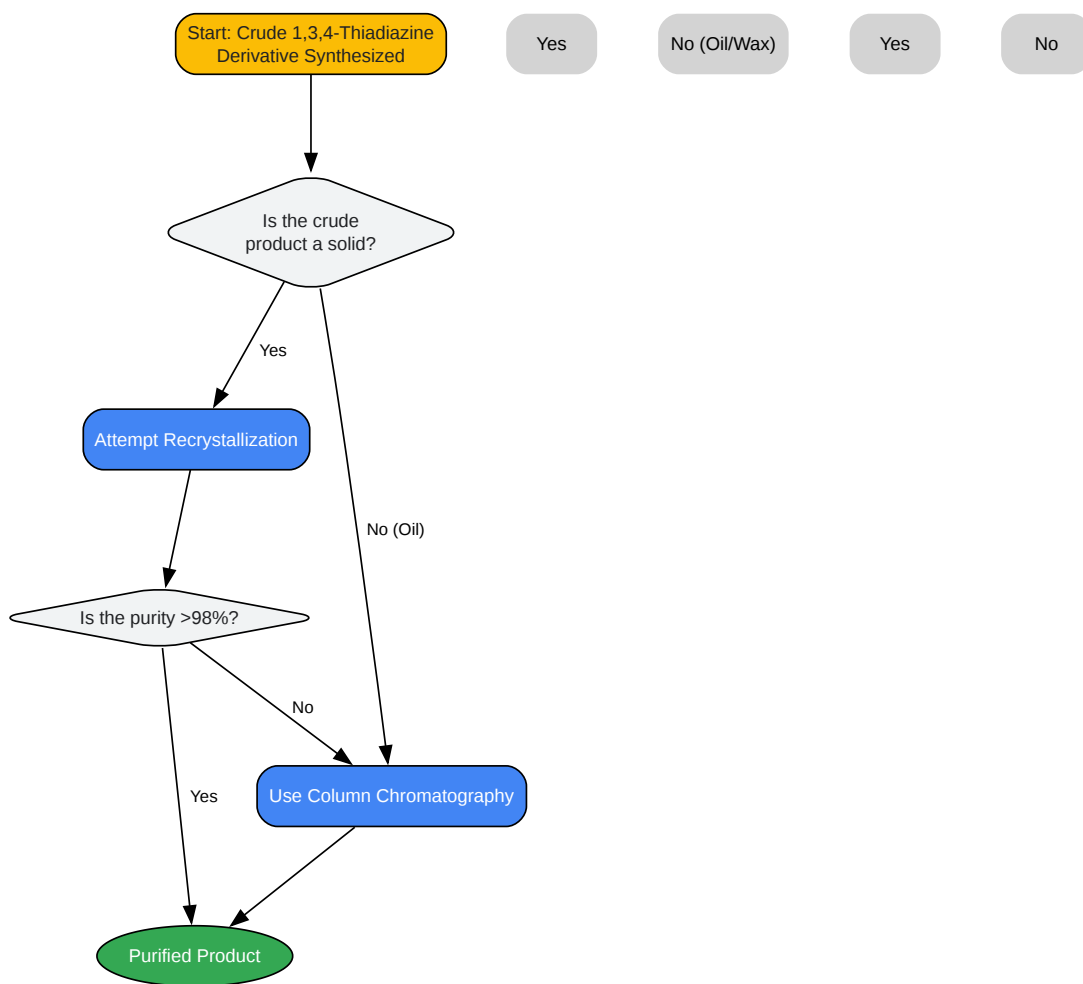 Start: Crude 1,3,4-Thiadiazine
Derivative Synthesized
Yes
No (Oil/Wax)
Yes
No
Is the crude
product a solid?
Yes
Attempt Recrystallization
No (Oil)
Is the purity >98%?
No
Yes
Use Column Chromatography
Purified Product